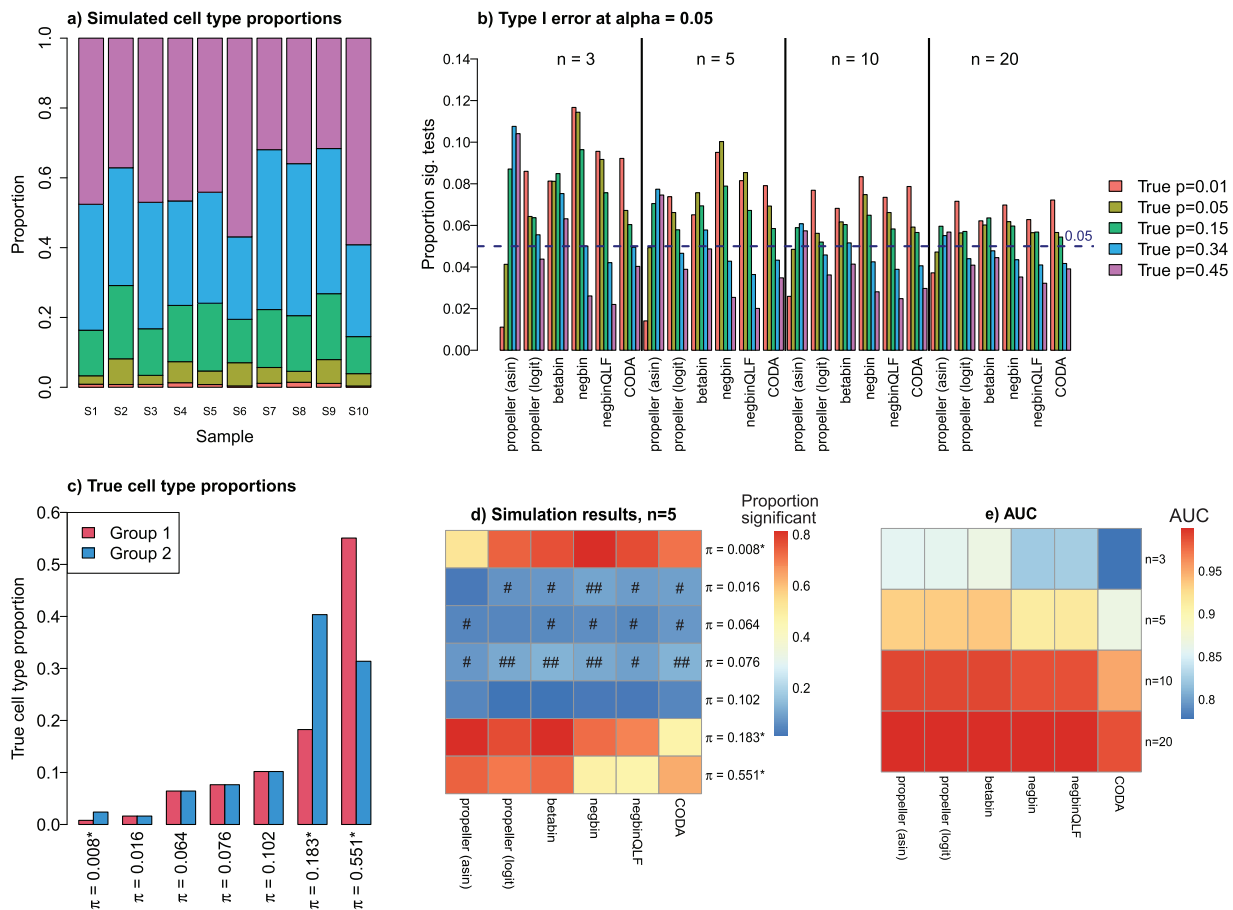 a) Simulated cell type proportions
Proportion
1.0
0.8
0.6
0.4
0.2
0.0
S1 S2 S3 S4 S5 S6 S7 S8 S9 S10
Sample
b) Type I error at alpha = 0.05
Proportion sig. tests
0.14
0.12
0.10
0.08
0.06
0.04
0.02
0.00
n = 3 n = 5 n = 10 n = 20
0.05
propeller (asin)
propeller (logit)
betabin
negbin
negbinQLF
CODA
propeller (asin)
propeller (logit)
betabin
negbin
negbinQLF
CODA
propeller (asin)
propeller (logit)
betabin
negbin
negbinQLF
CODA
propeller (asin)
propeller (logit)
betabin
negbin
negbinQLF
CODA
True p=0.01
True p=0.05
True p=0.15
True p=0.34
True p=0.45
c) True cell type proportions
True cell type proportion
0.6
0.5
0.4
0.3
0.2
0.1
0.0
Group 1
Group 2
π = 0.008*
π = 0.016
π = 0.064
π = 0.076
π = 0.102
π = 0.183*
π = 0.551*
d) Simulation results, n=5
π = 0.008*
# # ## # # π = 0.016
# # # # # π = 0.064
# ## ## ## # ## π = 0.076
π = 0.102
π = 0.183*
π = 0.551*
propeller (asin)
propeller (logit)
betabin
negbin
negbinQLF
CODA
Proportion
significant
0.8
0.6
0.4
0.2
e) AUC
n=3
n=5
n=10
n=20
propeller (asin)
propeller (logit)
betabin
negbin
negbinQLF
CODA
AUC
0.95
0.9
0.85
0.8